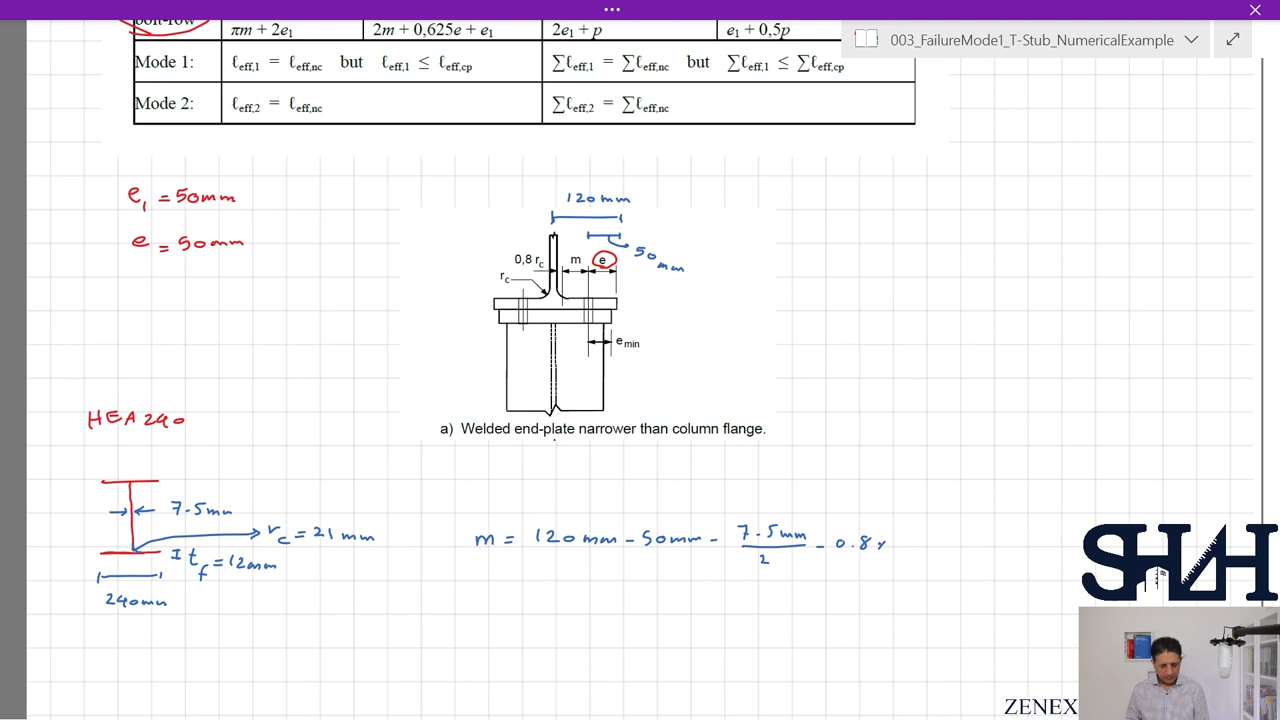 003_FailureMode1_T-Stub_NumericalExample
bolt-row
πm + 2e1
2m + 0,625e + e1
2e1 + p
e1 + 0,5p
Mode 1:
ℓeff,1 = ℓeff,nc but ℓeff,1 ≤ ℓeff,cp
∑ℓeff,1 = ∑ℓeff,nc but ∑ℓeff,1 ≤ ∑ℓeff,cp
Mode 2:
ℓeff,2 = ℓeff,nc
∑ℓeff,2 = ∑ℓeff,nc
e1 = 50mm
e = 50mm
120mm
50 mm
0,8 rc
m
e
rc
emin
a) Welded end-plate narrower than column flange.
HEA 240
7.5mm
rc = 21 mm
tf = 12mm
240mm
m = 120mm - 50mm - 7.5mm/2 - 0.8 ×
SHZH
ZENEX